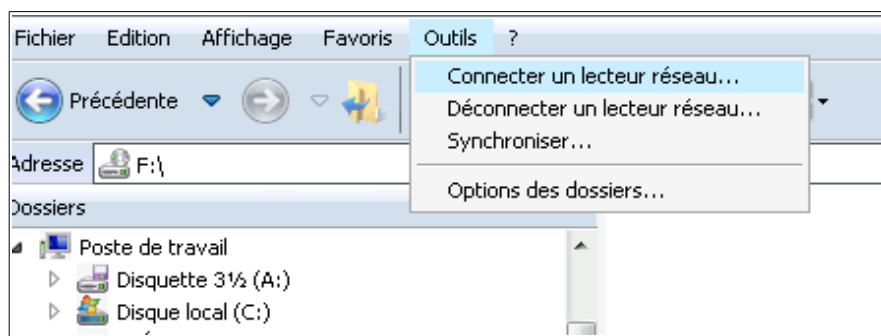 Fichier Edition Affichage Favoris Outils ?
Connecter un lecteur réseau...
Précédente
Déconnecter un lecteur réseau...
Synchroniser...
Adresse F:\
Options des dossiers...
Dossiers
Poste de travail
Disquette 3½ (A:)
Disque local (C:)